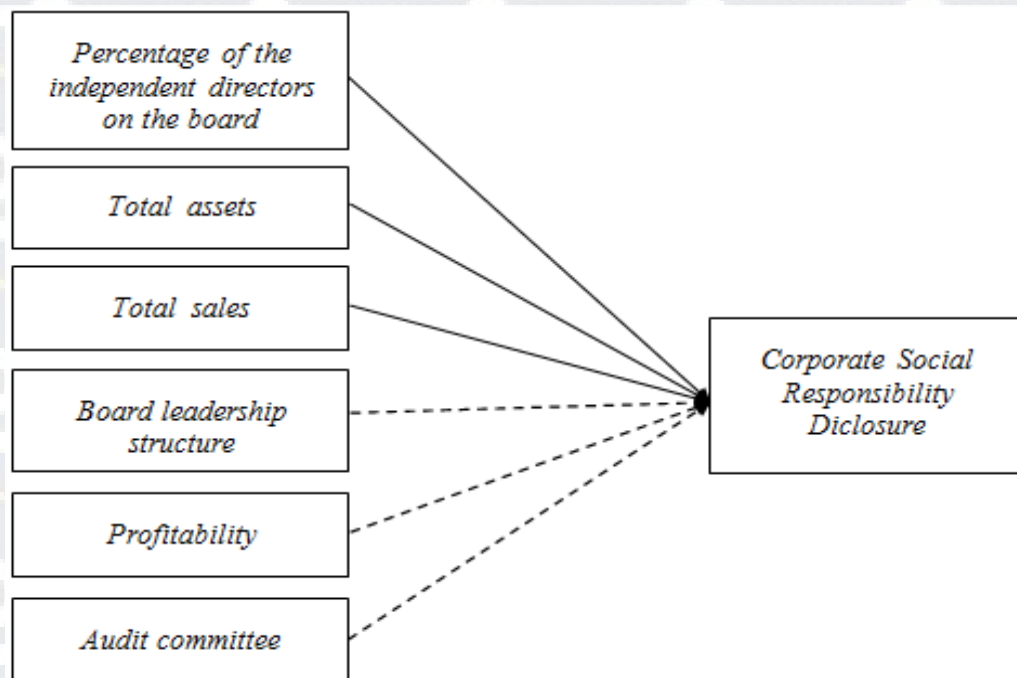 Percentage of the
independent directors
on the board
Total assets
Total sales
Board leadership
structure
Profitability
Audit committee
Corporate Social
Responsibility
Diclosure